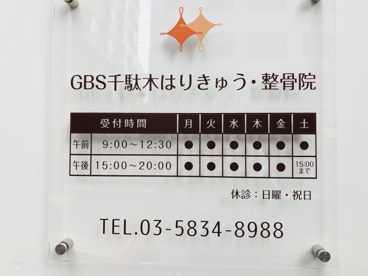 GBS千駄木はりきゅう・整骨院
受付時間 月 火 水 木 金 土
午前 9:00～12:30 ● ● ● ● ● ●
午後 15:00～20:00 ● ● ● ● ● 15:00まで
休診：日曜・祝日
TEL.03-5834-8988